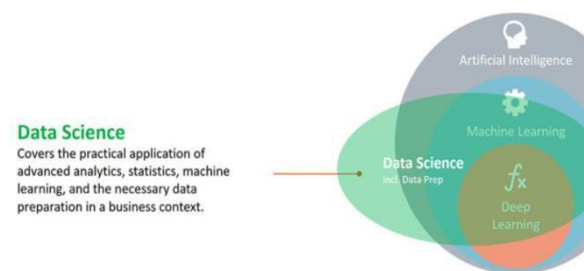 Artificial Intelligence
Machine Learning
Data Science
Covers the practical application of
advanced analytics, statistics, machine
learning, and the necessary data
preparation in a business context.
Data Science
incl. Data Prep
fx
Deep
Learning